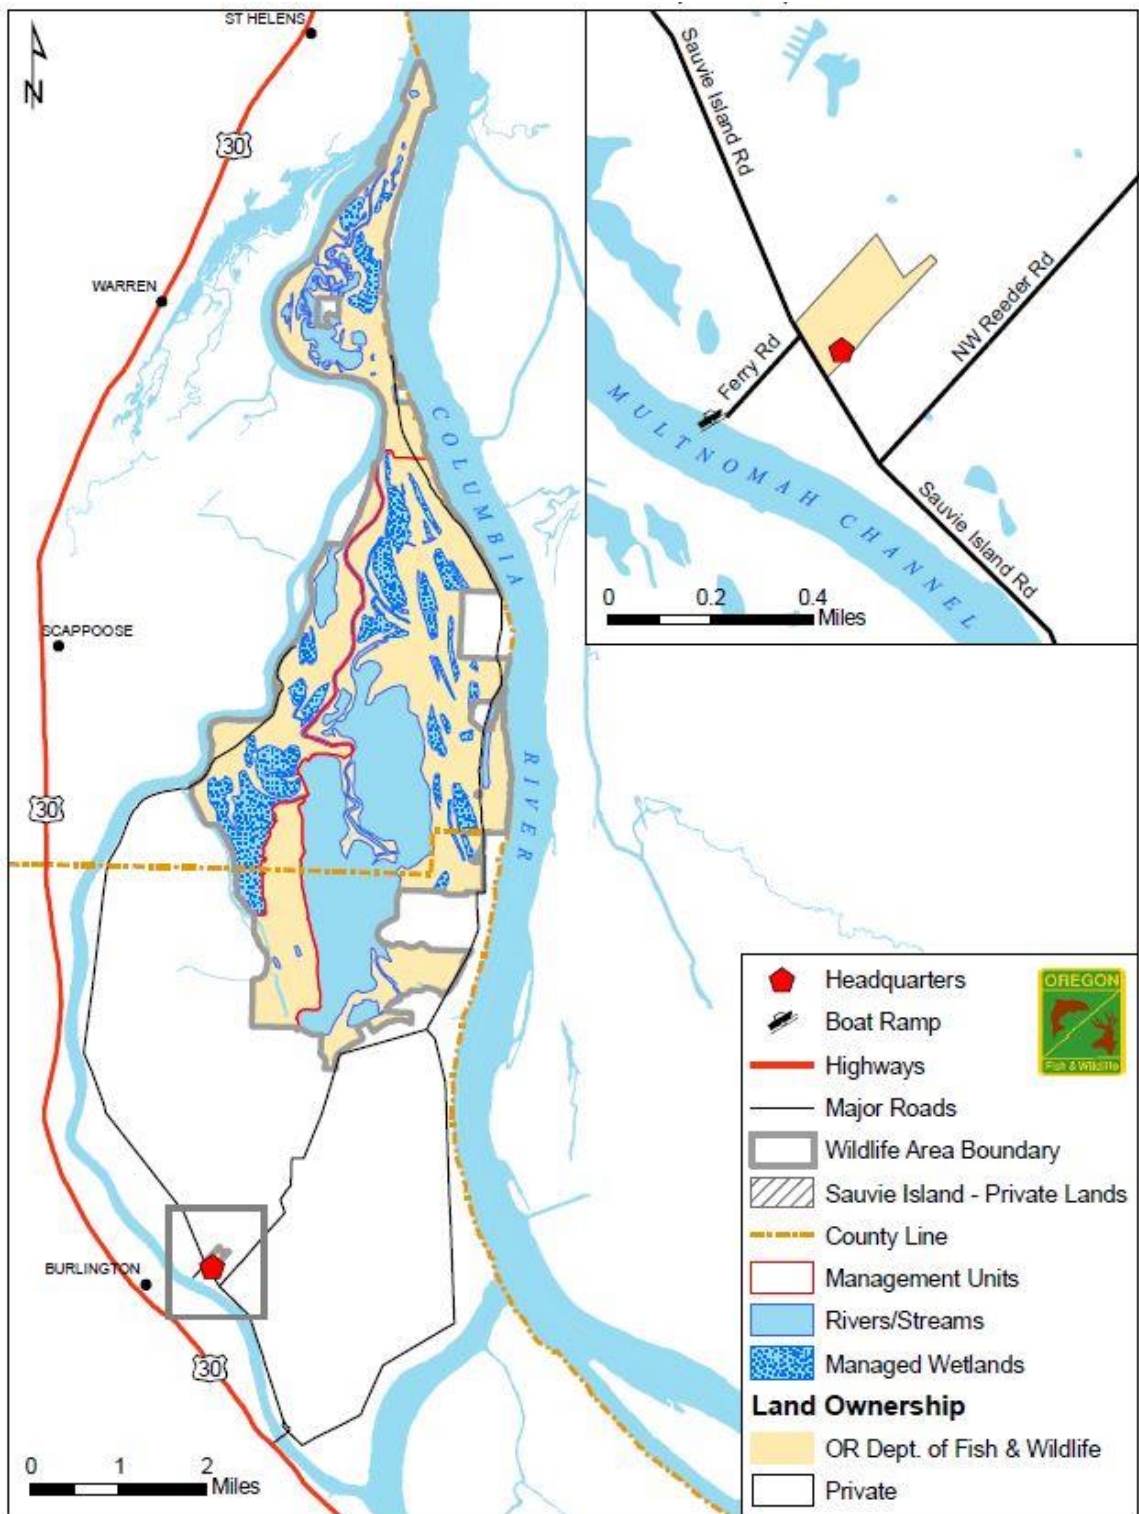 ST HELENS
N
30
WARREN
COLUMBIA
RIVER
SCAPPOOSE
30
BURLINGTON
30
0 1 2
Miles
Sauvie Island Rd
NW Reeder Rd
Ferry Rd
MULTNOMAH CHANNEL
Sauvie Island Rd
0 0.2 0.4
Miles
Headquarters
Boat Ramp
Highways
Major Roads
Wildlife Area Boundary
Sauvie Island - Private Lands
County Line
Management Units
Rivers/Streams
Managed Wetlands
Land Ownership
OR Dept. of Fish & Wildlife
Private
OREGON
Fish & Wildlife